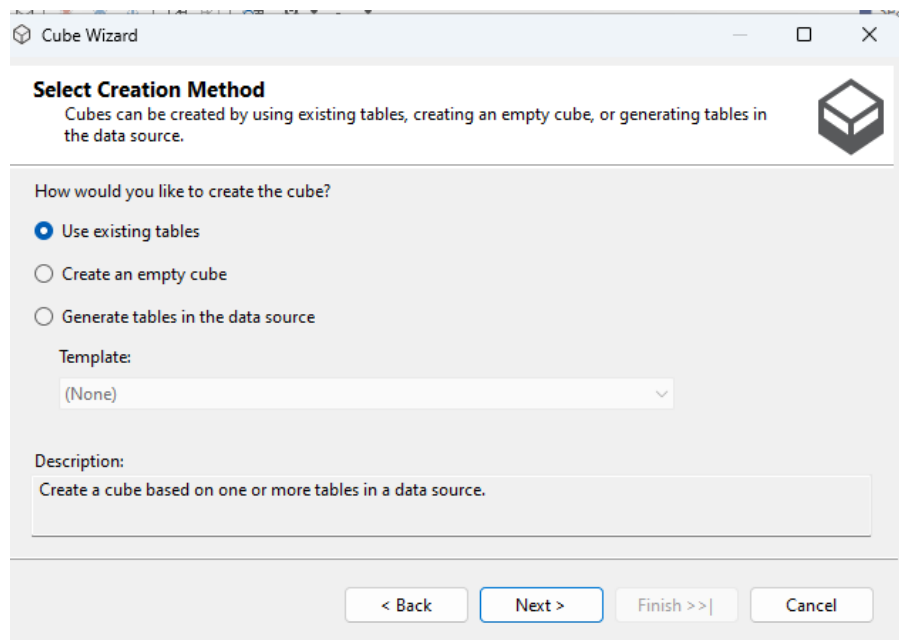 Cube Wizard
Select Creation Method
Cubes can be created by using existing tables, creating an empty cube, or generating tables in
the data source.
How would you like to create the cube?
Use existing tables
Create an empty cube
Generate tables in the data source
Template:
(None)
Description:
Create a cube based on one or more tables in a data source.
< Back
Next >
Finish >>|
Cancel